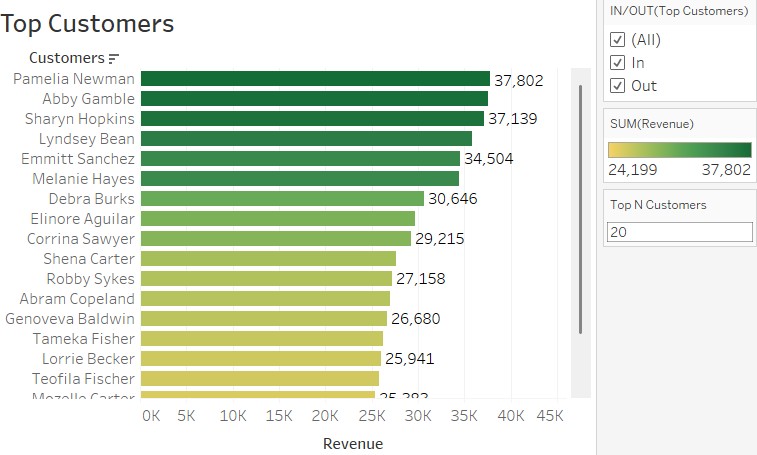 Top Customers
Customers
Pamelia Newman 37,802
Abby Gamble
Sharyn Hopkins 37,139
Lyndsey Bean
Emmitt Sanchez 34,504
Melanie Hayes
Debra Burks 30,646
Elinore Aguilar
Corrina Sawyer 29,215
Shena Carter
Robby Sykes 27,158
Abram Copeland
Genoveva Baldwin 26,680
Tameka Fisher
Lorrie Becker 25,941
Teofila Fischer
Mozelle Carter
0K 5K 10K 15K 20K 25K 30K 35K 40K 45K
Revenue
IN/OUT(Top Customers)
(All)
In
Out
SUM(Revenue)
24,199 37,802
Top N Customers
20